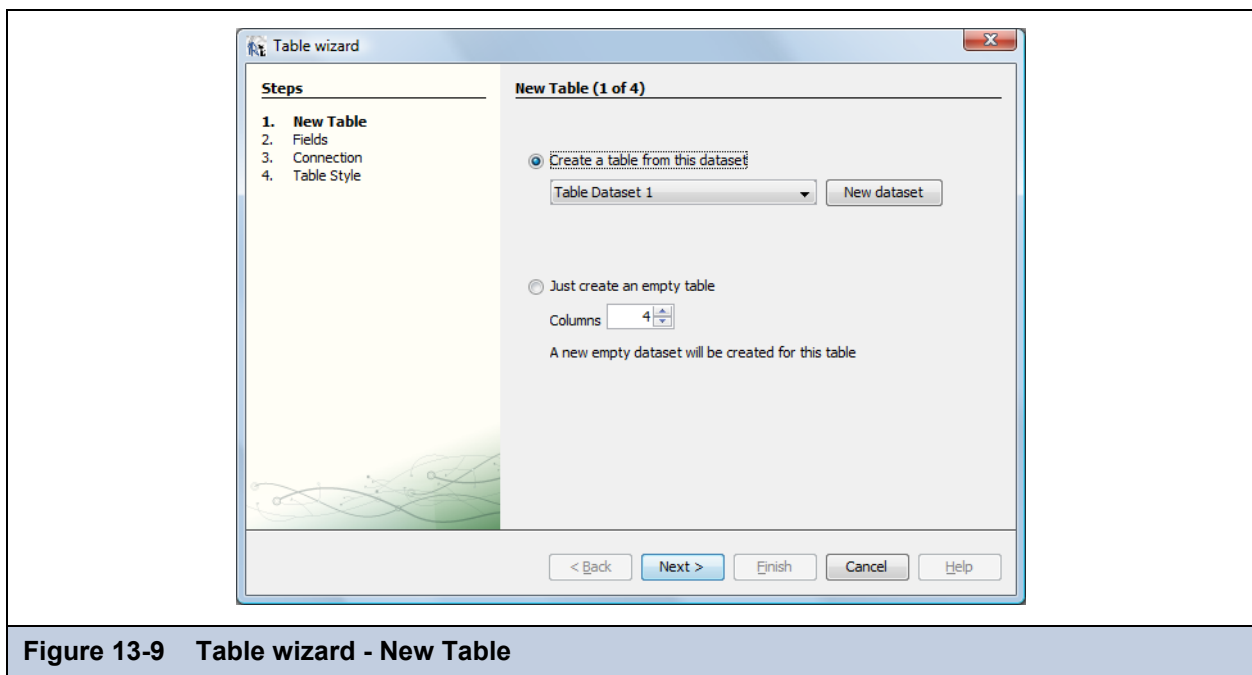 Table wizard
Steps
1. New Table
2. Fields
3. Connection
4. Table Style
New Table (1 of 4)
Create a table from this dataset
Table Dataset 1
New dataset
Just create an empty table
Columns 4
A new empty dataset will be created for this table
< Back Next > Finish Cancel Help
Figure 13-9 Table wizard - New Table